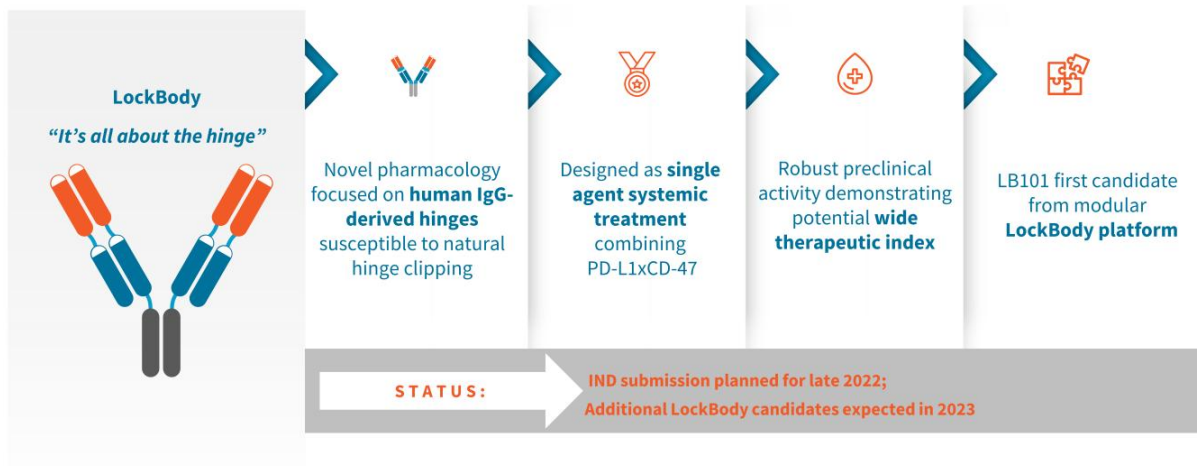 LockBody
“It’s all about the hinge”
Novel pharmacology
focused on human IgG-
derived hinges
susceptible to natural
hinge clipping
Designed as single
agent systemic
treatment
combining
PD-L1xCD-47
Robust preclinical
activity demonstrating
potential wide
therapeutic index
LB101 first candidate
from modular
LockBody platform
STATUS:
IND submission planned for late 2022;
Additional LockBody candidates expected in 2023